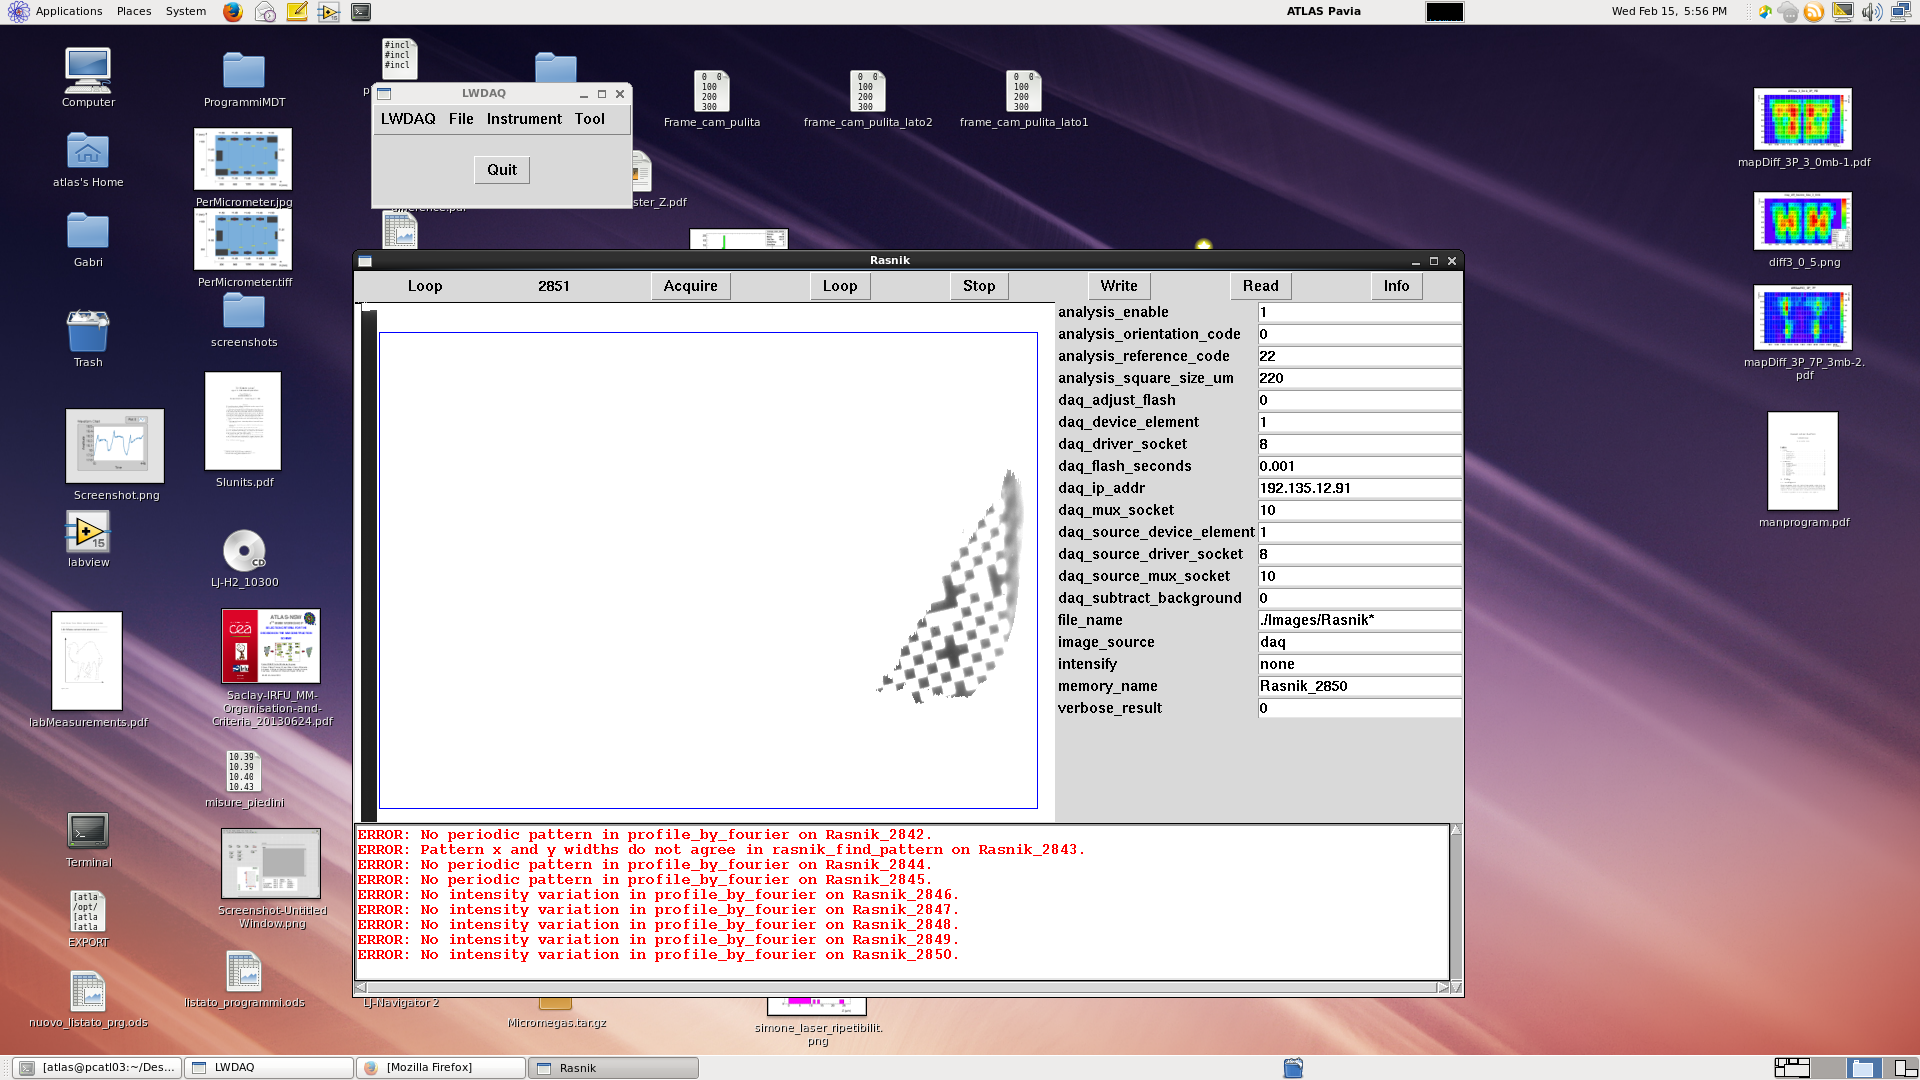 Applications Places System
ATLAS Pavia
Wed Feb 15, 5:56 PM
Computer
atlas's Home
Gabri
Trash
Screenshot.png
15
labview
labMeasurements.pdf
Terminal
[atla
/opt/
[atla
[atla
EXPORT
nuovo_listato_prg.ods
ProgrammiMDT
PerMicrometer.jpg
PerMicrometer.tiff
screenshots
SIunits.pdf
CD
LJ-H2_10300
ATLAS-NSW
cea
Saclay-IRFU_MM-
Organisation-and-
Criteria_20130624.pdf
10.39
10.39
10.40
10.43
misure_piedini
Screenshot-Untitled
Window.png
listato_programmi.ods
#incl
#incl
#incl
LWDAQ
LWDAQ File Instrument Tool
Quit
ster_Z.pdf
0 0
100
200
300
Frame_cam_pulita
0 0
100
200
300
frame_cam_pulita_lato2
0 0
100
200
300
frame_cam_pulita_lato1
mapDiff_3P_3_0mb-1.pdf
diff3_0_5.png
mapDiff_3P_7P_3mb-2.
pdf
manprogram.pdf
Rasnik
Loop 2851 Acquire Loop Stop Write Read Info
analysis_enable 1
analysis_orientation_code 0
analysis_reference_code 22
analysis_square_size_um 220
daq_adjust_flash 0
daq_device_element 1
daq_driver_socket 8
daq_flash_seconds 0.001
daq_ip_addr 192.135.12.91
daq_mux_socket 10
daq_source_device_element 1
daq_source_driver_socket 8
daq_source_mux_socket 10
daq_subtract_background 0
file_name ./Images/Rasnik*
image_source daq
intensify none
memory_name Rasnik_2850
verbose_result 0
ERROR: No periodic pattern in profile_by_fourier on Rasnik_2842.
ERROR: Pattern x and y widths do not agree in rasnik_find_pattern on Rasnik_2843.
ERROR: No periodic pattern in profile_by_fourier on Rasnik_2844.
ERROR: No periodic pattern in profile_by_fourier on Rasnik_2845.
ERROR: No intensity variation in profile_by_fourier on Rasnik_2846.
ERROR: No intensity variation in profile_by_fourier on Rasnik_2847.
ERROR: No intensity variation in profile_by_fourier on Rasnik_2848.
ERROR: No intensity variation in profile_by_fourier on Rasnik_2849.
ERROR: No intensity variation in profile_by_fourier on Rasnik_2850.
LJ-Navigator 2
Micromegas.tar.gz
simone_laser_ripetibilit.
png
[atlas@pcatl03:~/Des...
LWDAQ
[Mozilla Firefox]
Rasnik